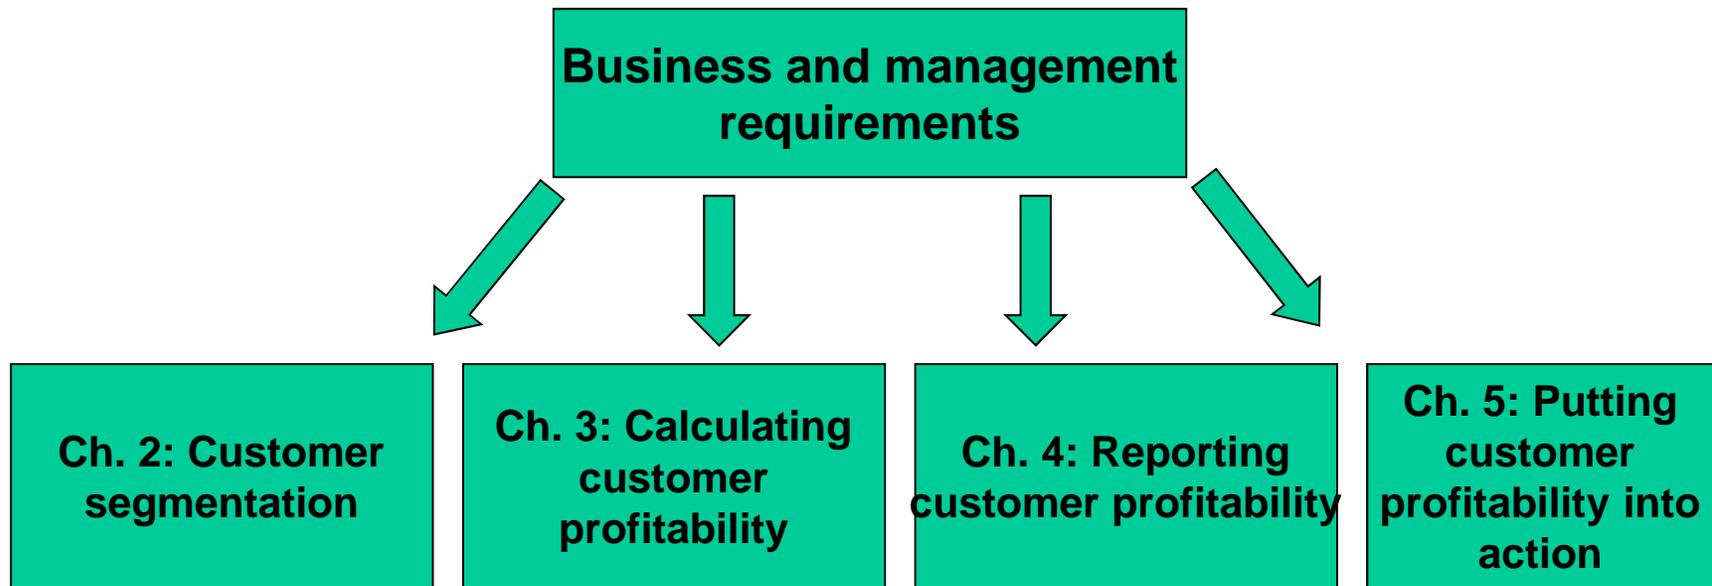 Business and management
requirements
Ch. 2: Customer
segmentation
Ch. 3: Calculating
customer
profitability
Ch. 4: Reporting
customer profitability
Ch. 5: Putting
customer
profitability into
action